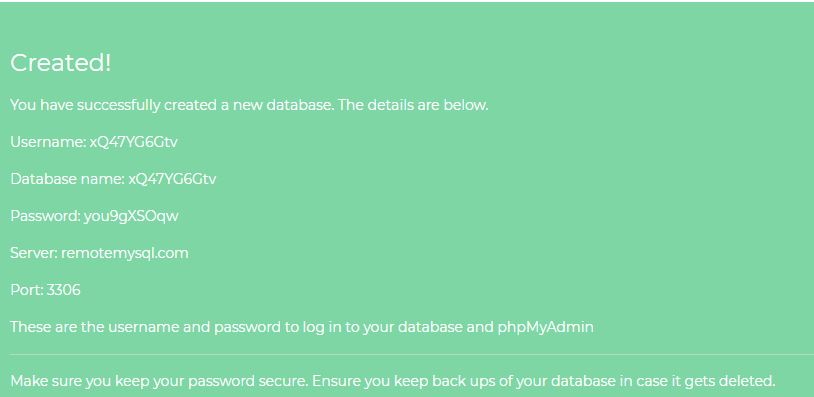 Created!
You have successfully created a new database. The details are below.
Username: xQ47YG6Gtv
Database name: xQ47YG6Gtv
Password: you9gXSOqw
Server: remotemysql.com
Port: 3306
These are the username and password to log in to your database and phpMyAdmin
Make sure you keep your password secure. Ensure you keep back ups of your database in case it gets deleted.